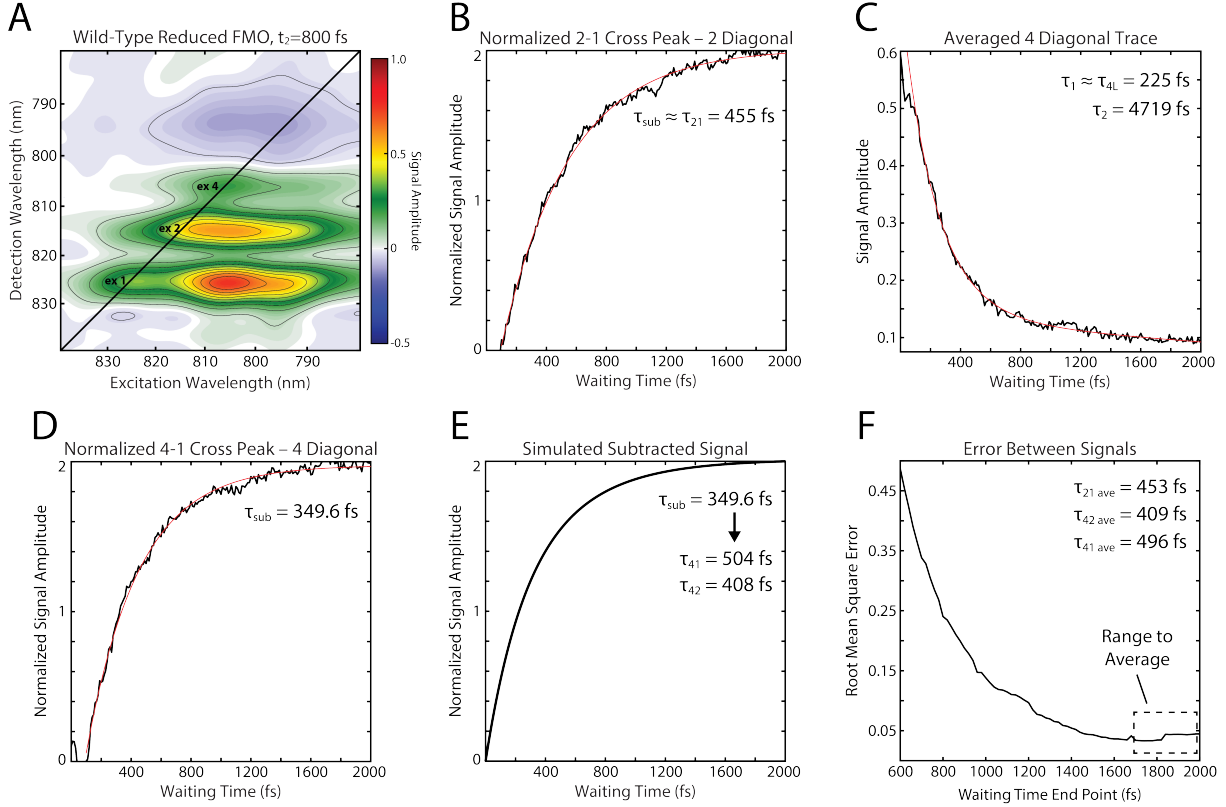 A
Wild-Type Reduced FMO, t₂=800 fs
Detection Wavelength (nm)
790
800
810
820
830
ex 4
ex 2
ex 1
830
820
810
800
790
Excitation Wavelength (nm)
1.0
0.5
0
-0.5
Signal Amplitude
B
Normalized 2-1 Cross Peak – 2 Diagonal
Normalized Signal Amplitude
2
1
0
τsub ≈ τ21 = 455 fs
400
800
1200
1600
2000
Waiting Time (fs)
C
Averaged 4 Diagonal Trace
Signal Amplitude
0.6
0.5
0.4
0.3
0.2
0.1
τ1 ≈ τ4L = 225 fs
τ2 = 4719 fs
400
800
1200
1600
2000
Waiting Time (fs)
D
Normalized 4-1 Cross Peak – 4 Diagonal
Normalized Signal Amplitude
2
1
0
τsub = 349.6 fs
400
800
1200
1600
2000
Waiting Time (fs)
E
Simulated Subtracted Signal
Normalized Signal Amplitude
2
1
0
τsub = 349.6 fs
τ41 = 504 fs
τ42 = 408 fs
400
800
1200
1600
2000
Waiting Time (fs)
F
Error Between Signals
Root Mean Square Error
0.45
0.35
0.25
0.15
0.05
τ21 ave = 453 fs
τ42 ave = 409 fs
τ41 ave = 496 fs
Range to
Average
600
800
1000
1200
1400
1600
1800
2000
Waiting Time End Point (fs)